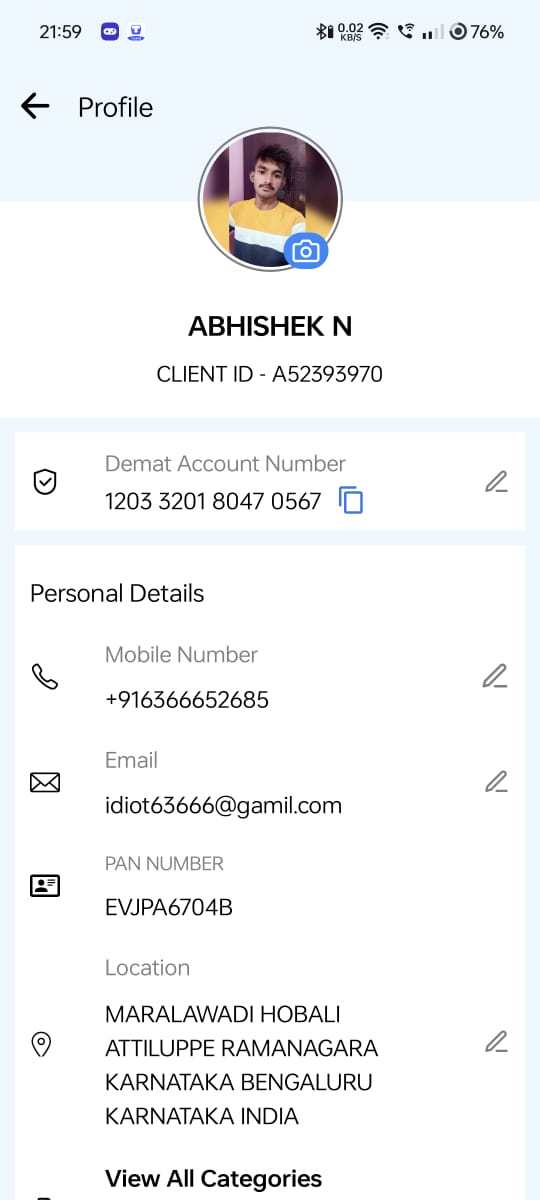 21:59
0.02
KB/S
76%
Profile
ABHISHEK N
CLIENT ID - A52393970
Demat Account Number
1203 3201 8047 0567
Personal Details
Mobile Number
+916366652685
Email
idiot63666@gamil.com
PAN NUMBER
EVJPA6704B
Location
MARALAWADI HOBALI
ATTILUPPE RAMANAGARA
KARNATAKA BENGALURU
KARNATAKA INDIA
View All Categories